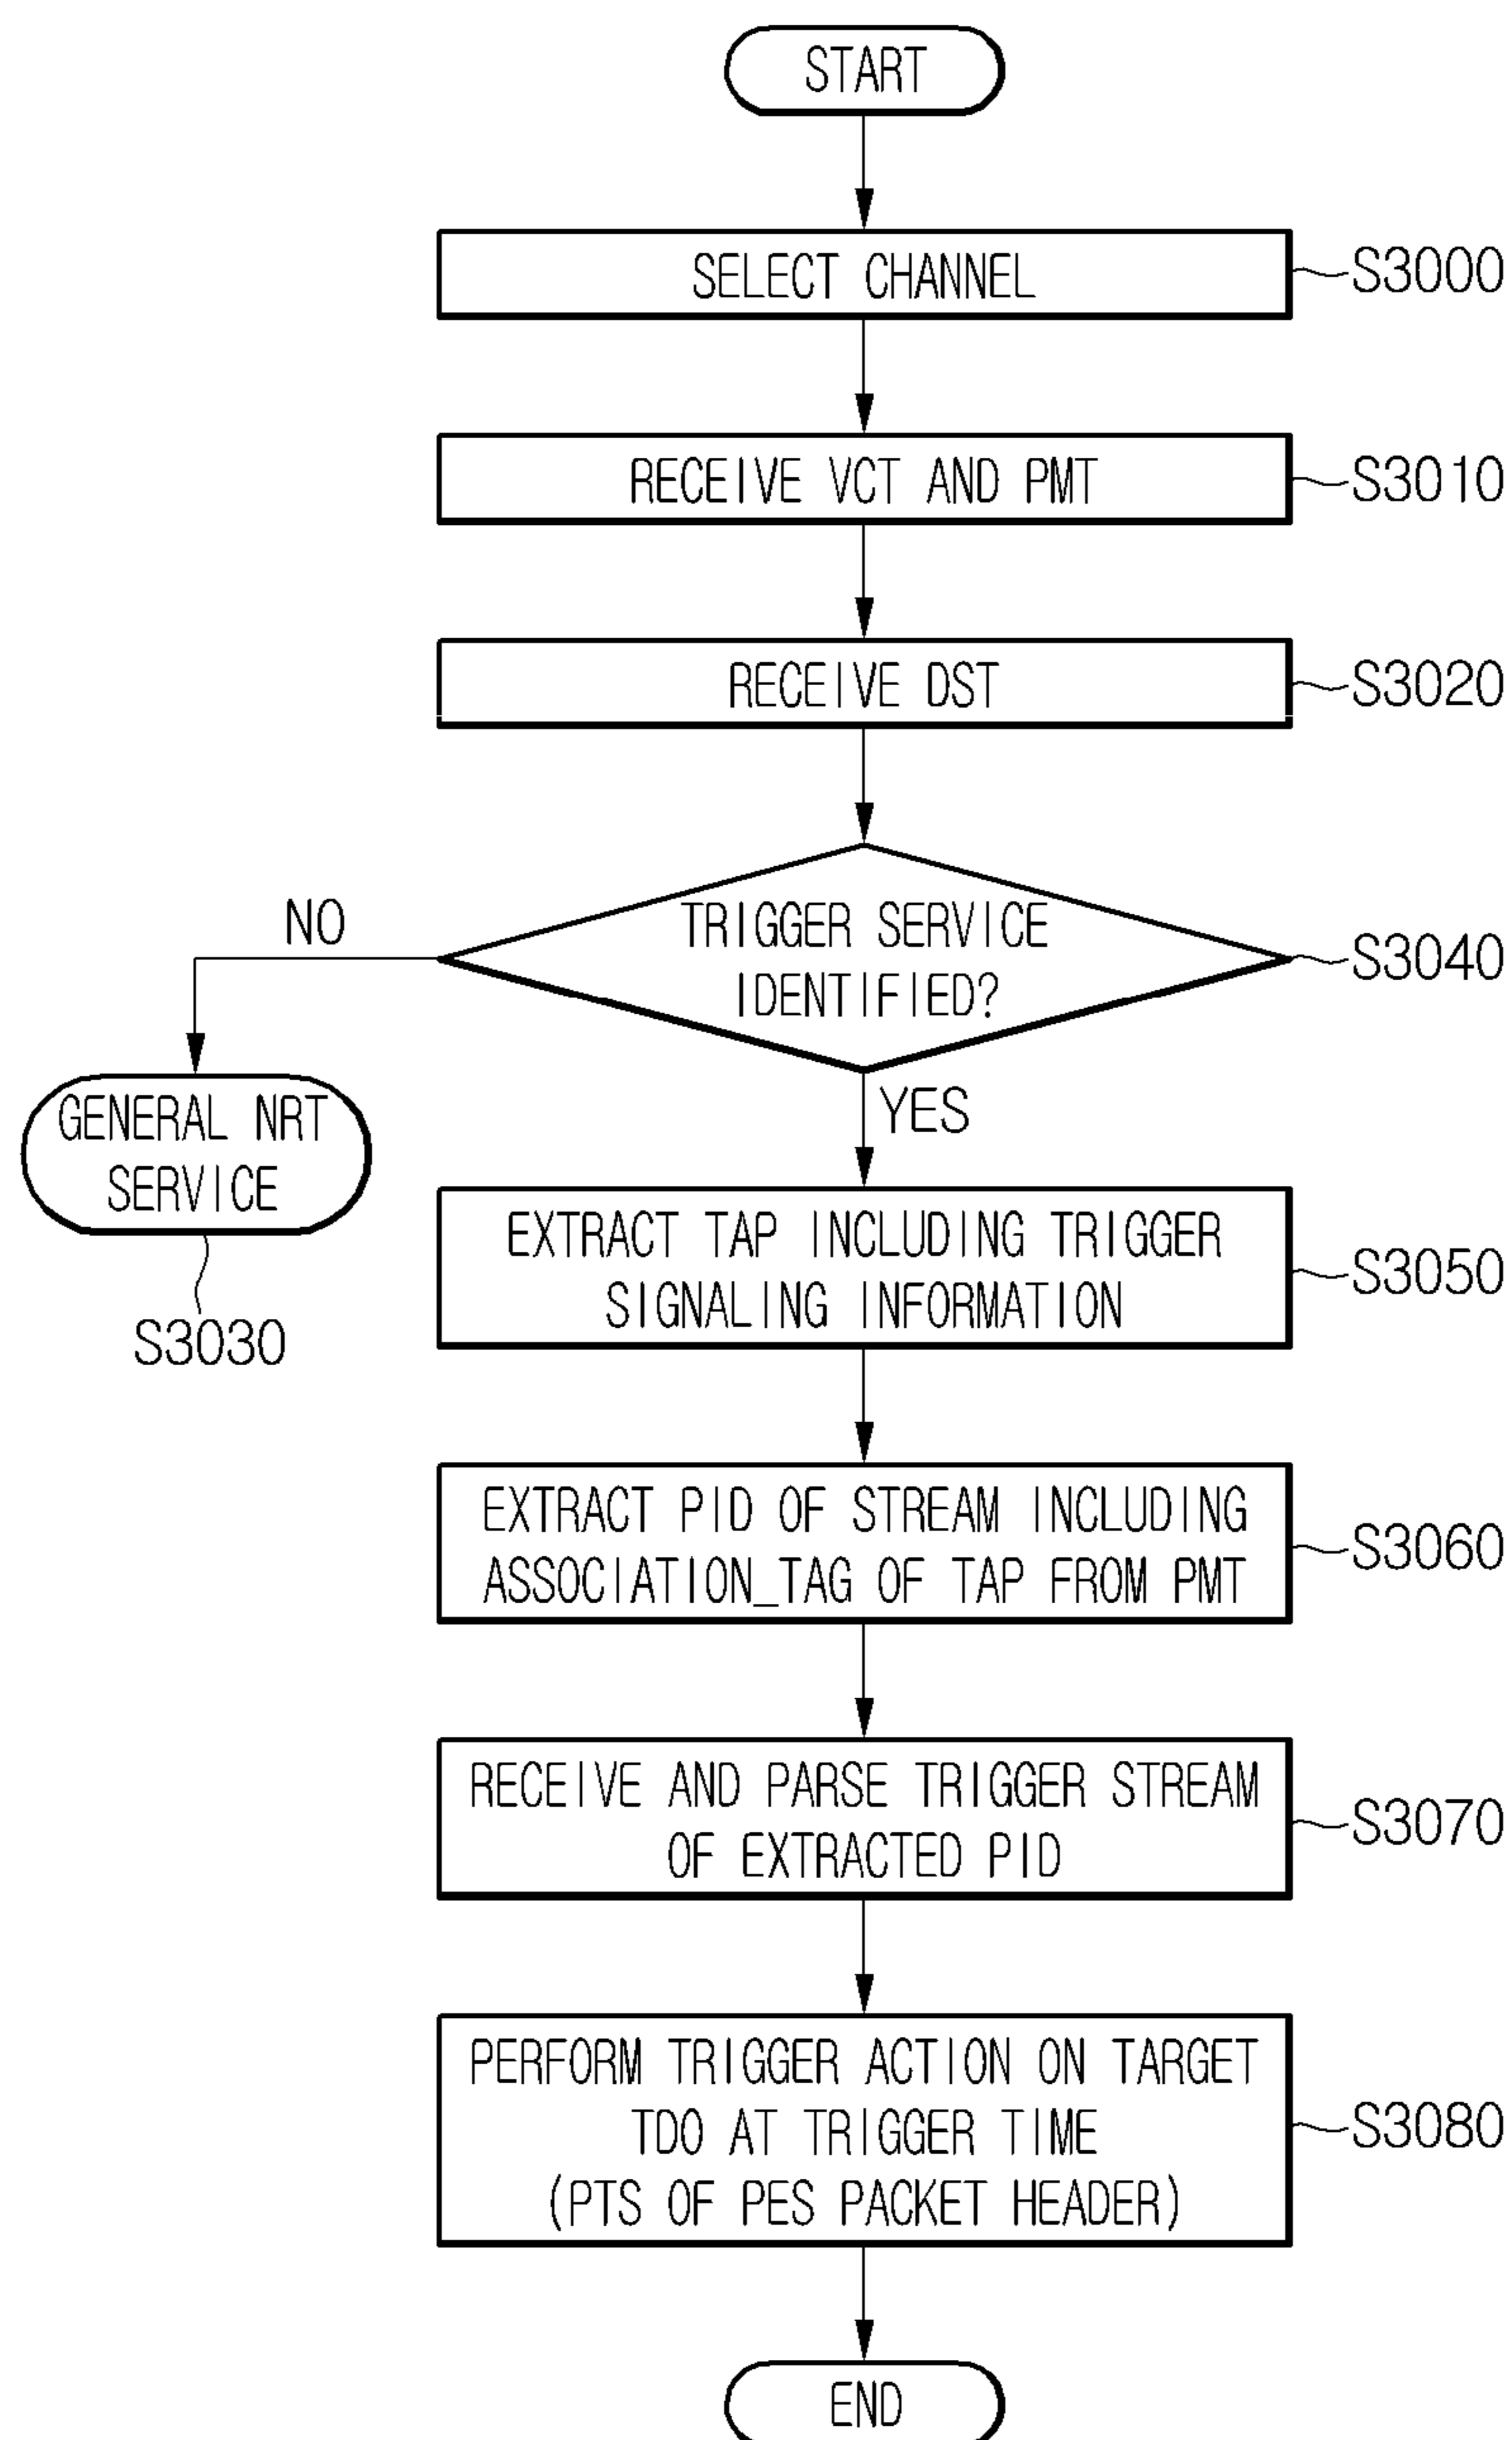 START
SELECT CHANNEL
S3000
RECEIVE VCT AND PMT
S3010
RECEIVE DST
S3020
TRIGGER SERVICE
IDENTIFIED?
S3040
NO
YES
GENERAL NRT
SERVICE
S3030
EXTRACT TAP INCLUDING TRIGGER
SIGNALING INFORMATION
S3050
EXTRACT PID OF STREAM INCLUDING
ASSOCIATION_TAG OF TAP FROM PMT
S3060
RECEIVE AND PARSE TRIGGER STREAM
OF EXTRACTED PID
S3070
PERFORM TRIGGER ACTION ON TARGET
TDO AT TRIGGER TIME
(PTS OF PES PACKET HEADER)
S3080
END